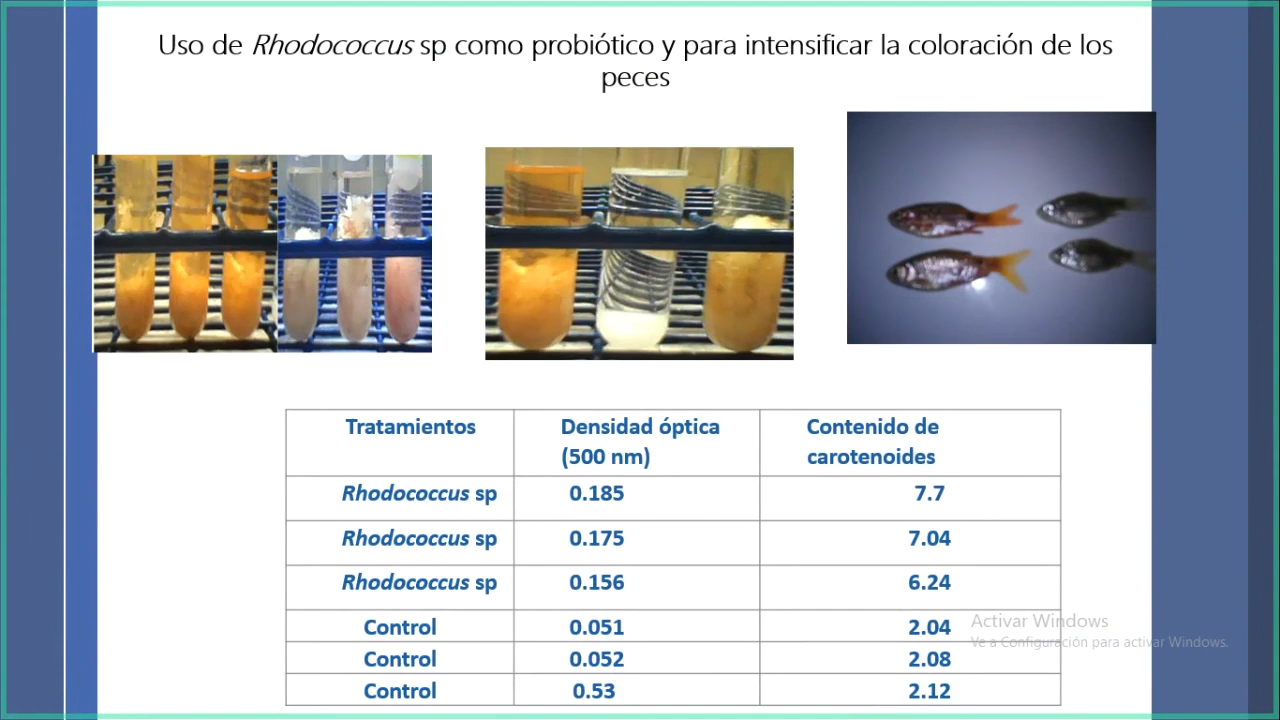 Uso de Rhodococcus sp como probiótico y para intensificar la coloración de los
peces
Tratamientos Densidad óptica (500 nm) Contenido de carotenoides
Rhodococcus sp 0.185 7.7
Rhodococcus sp 0.175 7.04
Rhodococcus sp 0.156 6.24
Control 0.051 2.04
Control 0.052 2.08
Control 0.53 2.12
Activar Windows
Ve a Configuración para activar Windows.